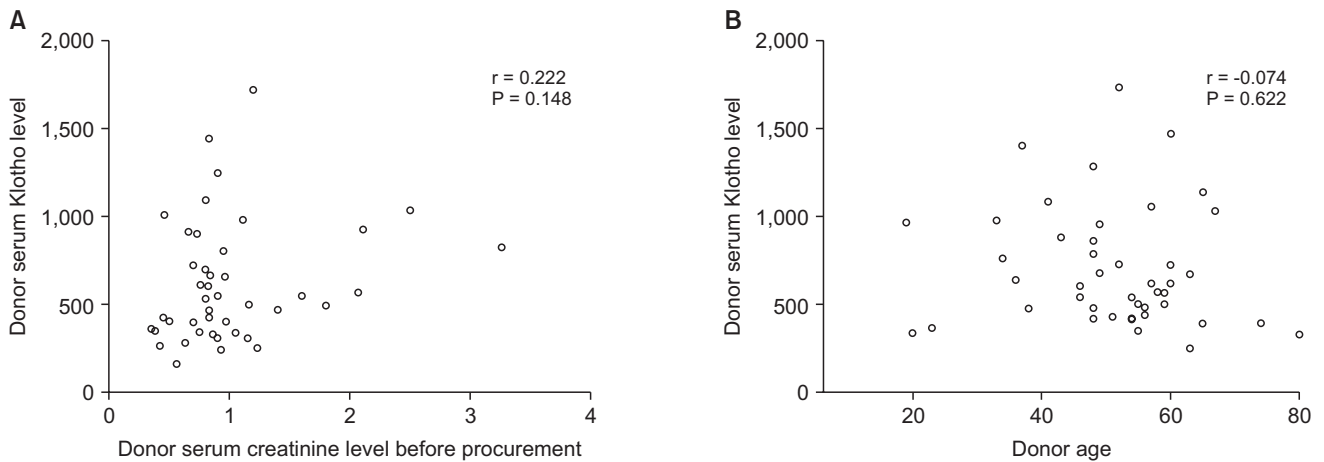 A
2,000
1,500
1,000
500
0
0
1
2
3
4
Donor serum Klotho level
Donor serum creatinine level before procurement
r = 0.222
P = 0.148
B
2,000
1,500
1,000
500
0
20
40
60
80
Donor serum Klotho level
Donor age
r = -0.074
P = 0.622